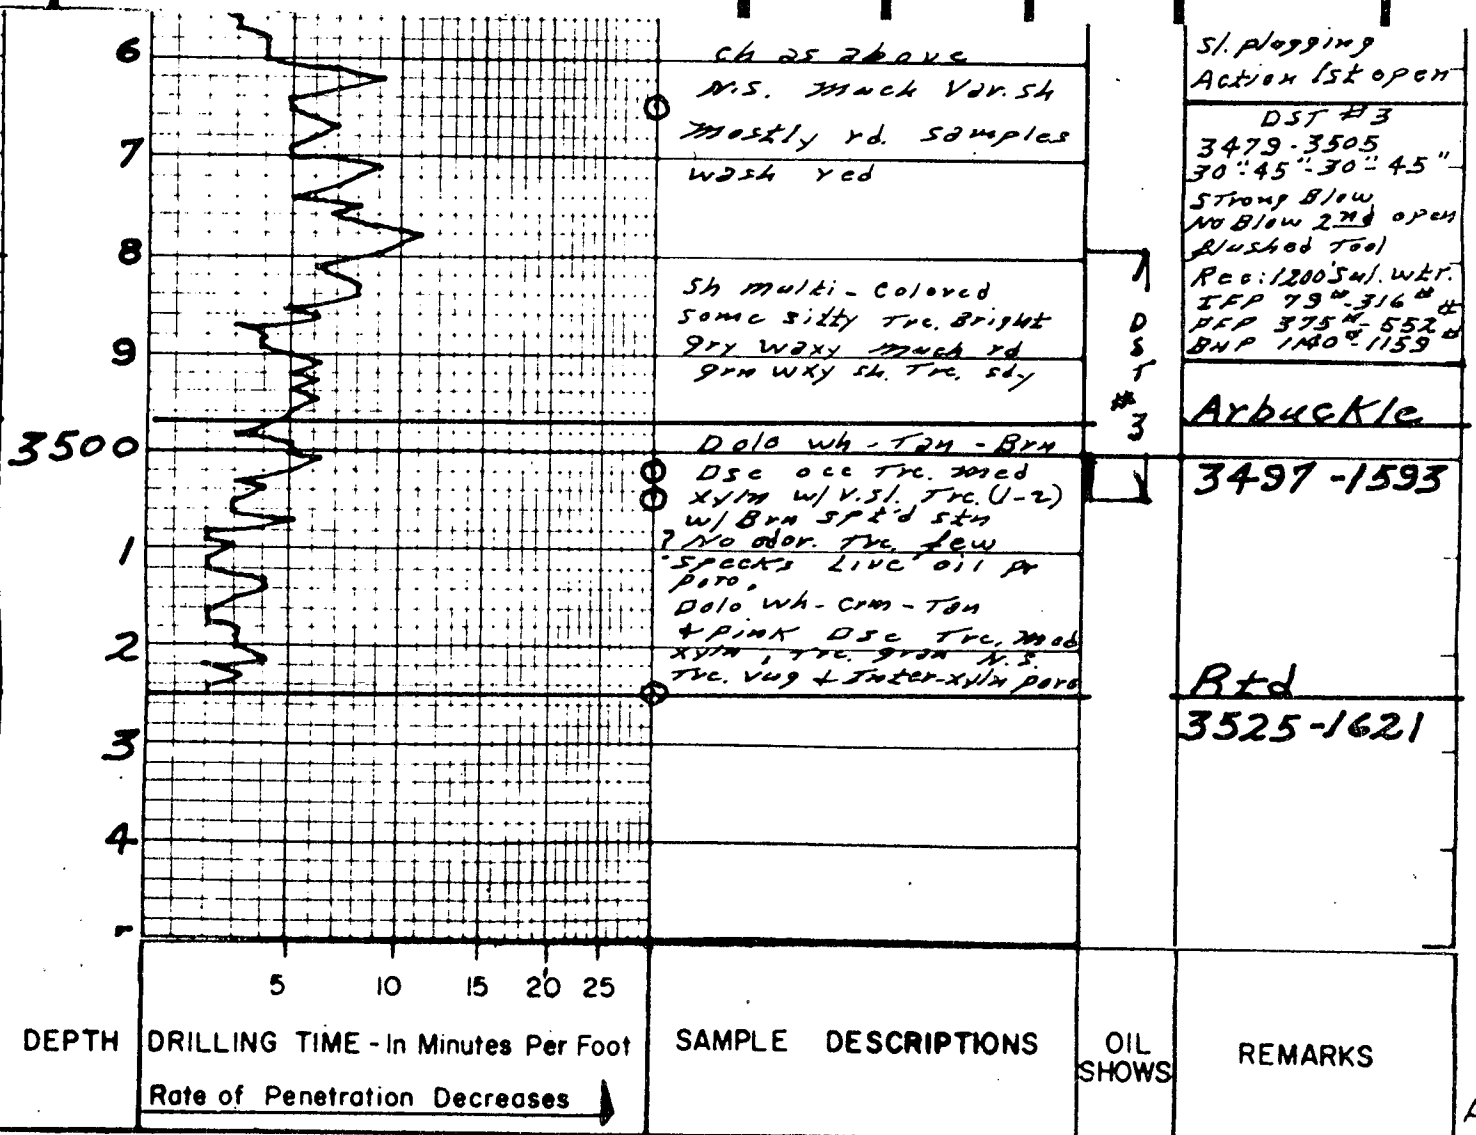 6
7
8
9
3500
1
2
3
4
ch as above
N.S. Much Var. sh
Mostly rd. samples
wash red
Sh multi-Colored
some silty Trc. Bright
gry waxy much rd
grn wxy sh. Trc. sdy
Dolo wh-Tan-Brn
Dsc occ Trc. med
xyln w/ v.sl. Trc. (1-2)
w/ Brn spt'd stn
? No odor. Trc. few
specks Live oil pr
poro.
Dolo wh-crm-Tan
+ pink Dsc Trc. med
xyln, Trc. gran N.S.
Trc. vug + Inter-xyln poro
DST
#3
sl. plugging
Action 1st open
DST #3
3479-3505
30"-45"-30"-45"
Strong Blow
No Blow 2nd open
flushed Tool
Rec: 1200' Sul. wtr.
IFP 79#-316#
FFP 375#-552#
BHP 1140#-1159#
Arbuckle
3497 -1593
Rtd
3525 -1621
5 10 15 20 25
DEPTH
DRILLING TIME - In Minutes Per Foot
Rate of Penetration Decreases
SAMPLE DESCRIPTIONS
OIL
SHOWS
REMARKS